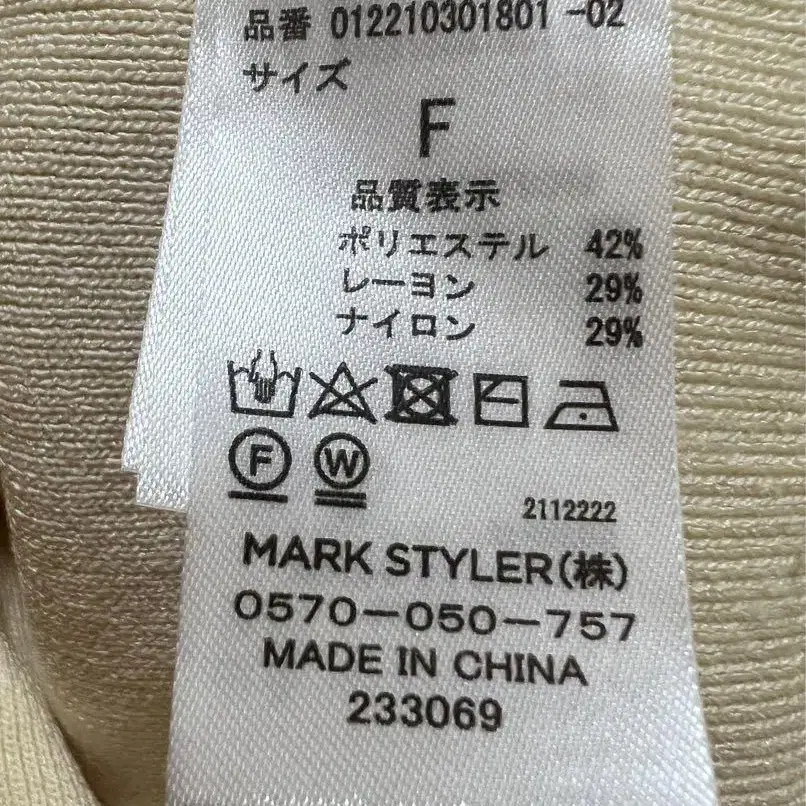 品番 012210301801 -02
サイズ
F
品質表示
ポリエステル 42%
レーヨン 29%
ナイロン 29%
F W
2112222
MARK STYLER(株)
0570-050-757
MADE IN CHINA
233069